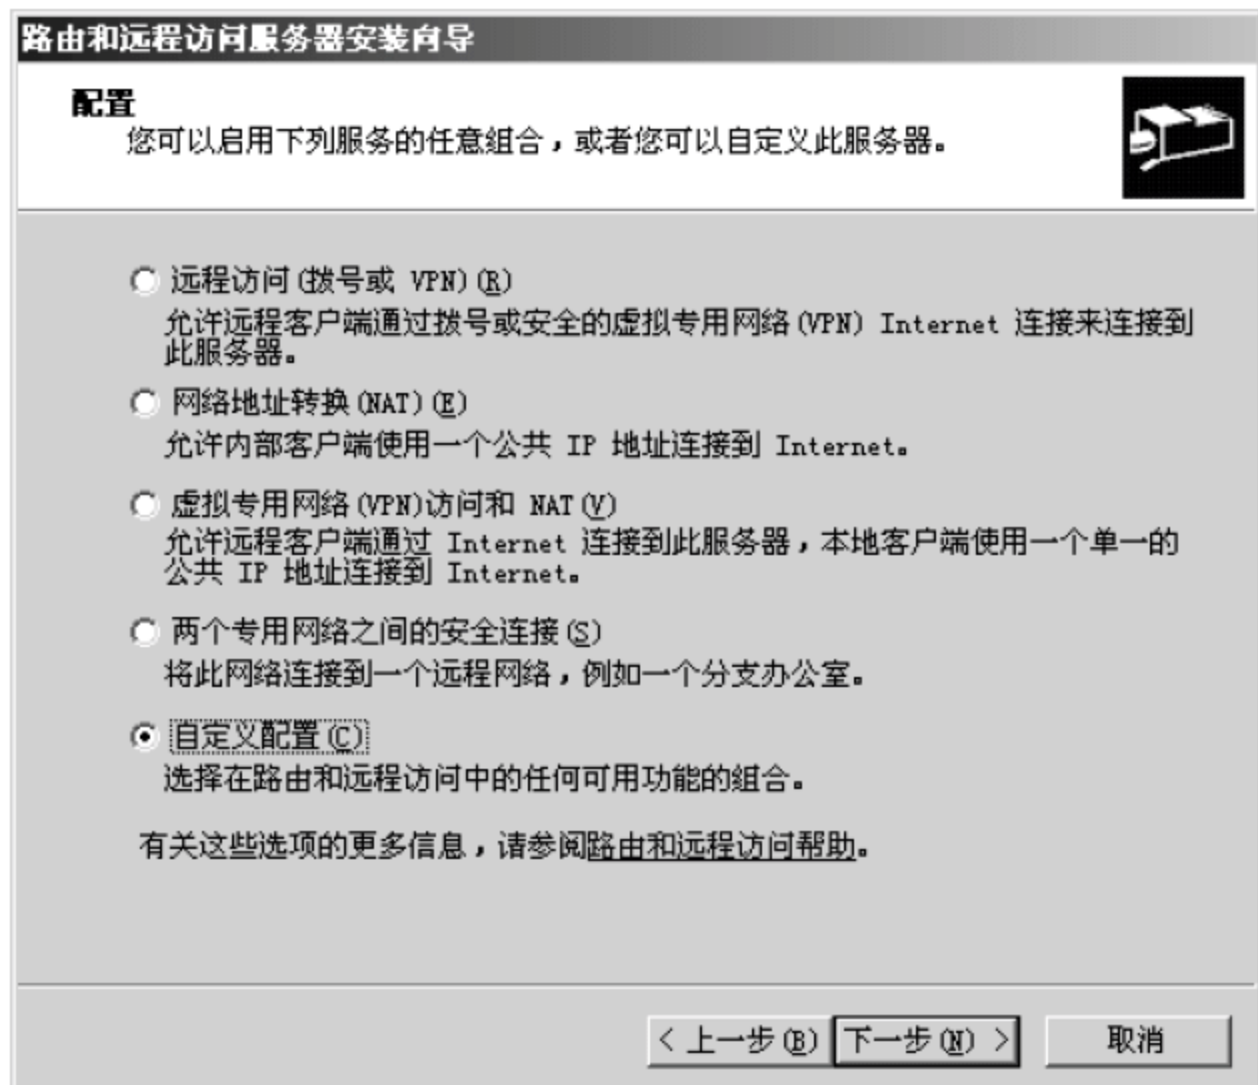 路由和远程访问服务器安装向导
配置
您可以启用下列服务的任意组合，或者您可以自定义此服务器。
远程访问(拨号或 VPN)(R)
允许远程客户端通过拨号或安全的虚拟专用网络(VPN) Internet 连接来连接到
此服务器。
网络地址转换(NAT)(E)
允许内部客户端使用一个公共 IP 地址连接到 Internet。
虚拟专用网络(VPN)访问和 NAT(V)
允许远程客户端通过 Internet 连接到此服务器，本地客户端使用一个单一的
公共 IP 地址连接到 Internet。
两个专用网络之间的安全连接(S)
将此网络连接到一个远程网络，例如一个分支办公室。
自定义配置(C)
选择在路由和远程访问中的任何可用功能的组合。
有关这些选项的更多信息，请参阅路由和远程访问帮助。
< 上一步(B) 下一步(N) > 取消